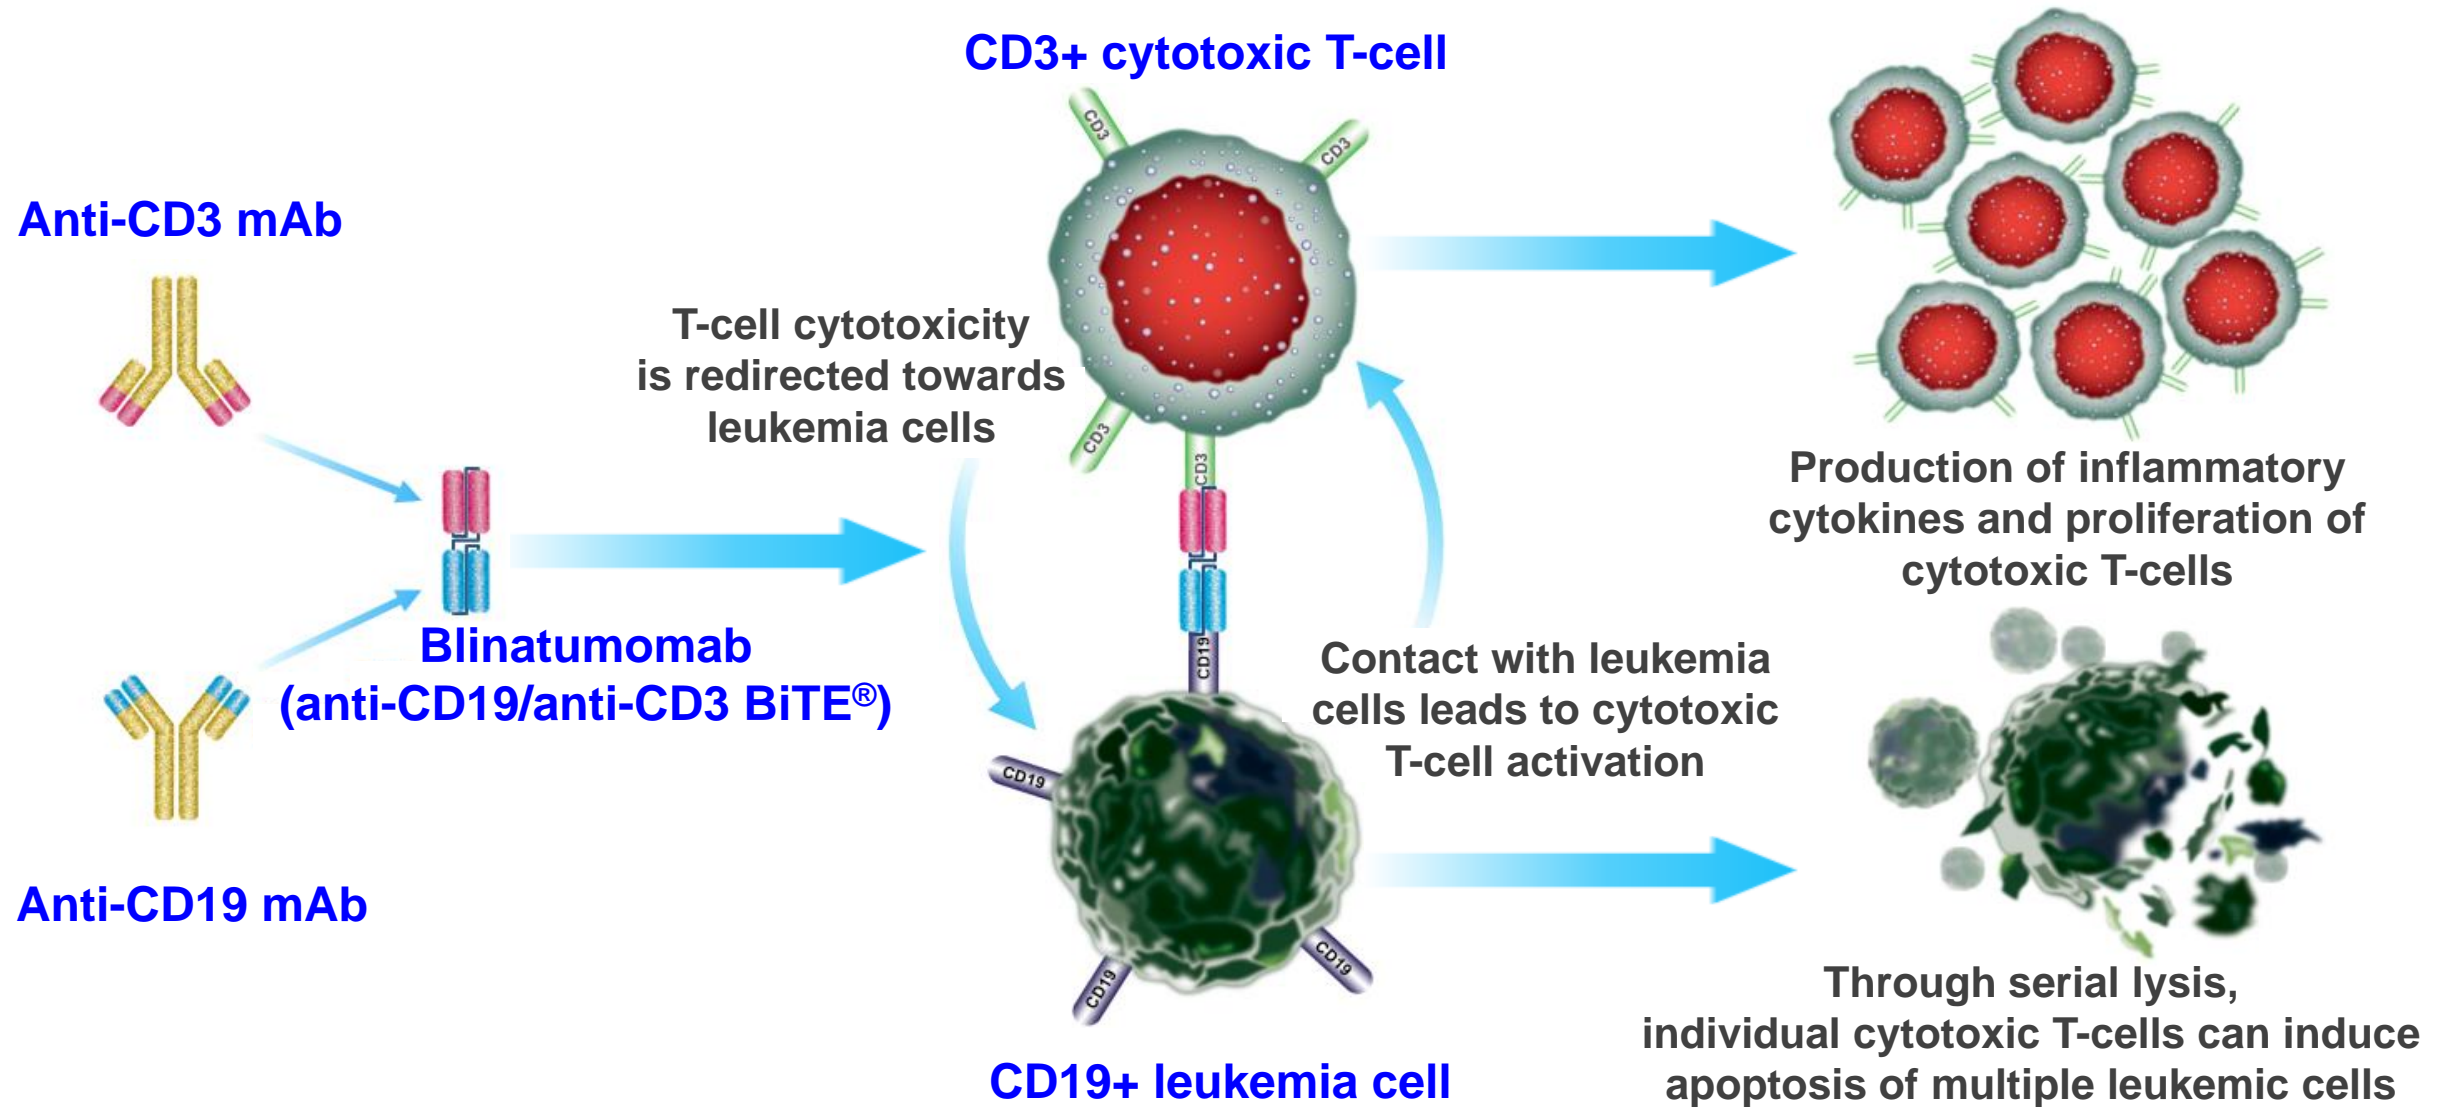 CD3+ cytotoxic T-cell
CD3
CD3
Anti-CD3 mAb
T-cell cytotoxicity
is redirected towards
leukemia cells
CD3
CD3
Production of inflammatory
cytokines and proliferation of
cytotoxic T-cells
Blinatumomab
(anti-CD19/anti-CD3 BiTE®)
CD19
Contact with leukemia
cells leads to cytotoxic
T-cell activation
CD19
Anti-CD19 mAb
CD19
CD19
Through serial lysis,
individual cytotoxic T-cells can induce
apoptosis of multiple leukemic cells
CD19+ leukemia cell